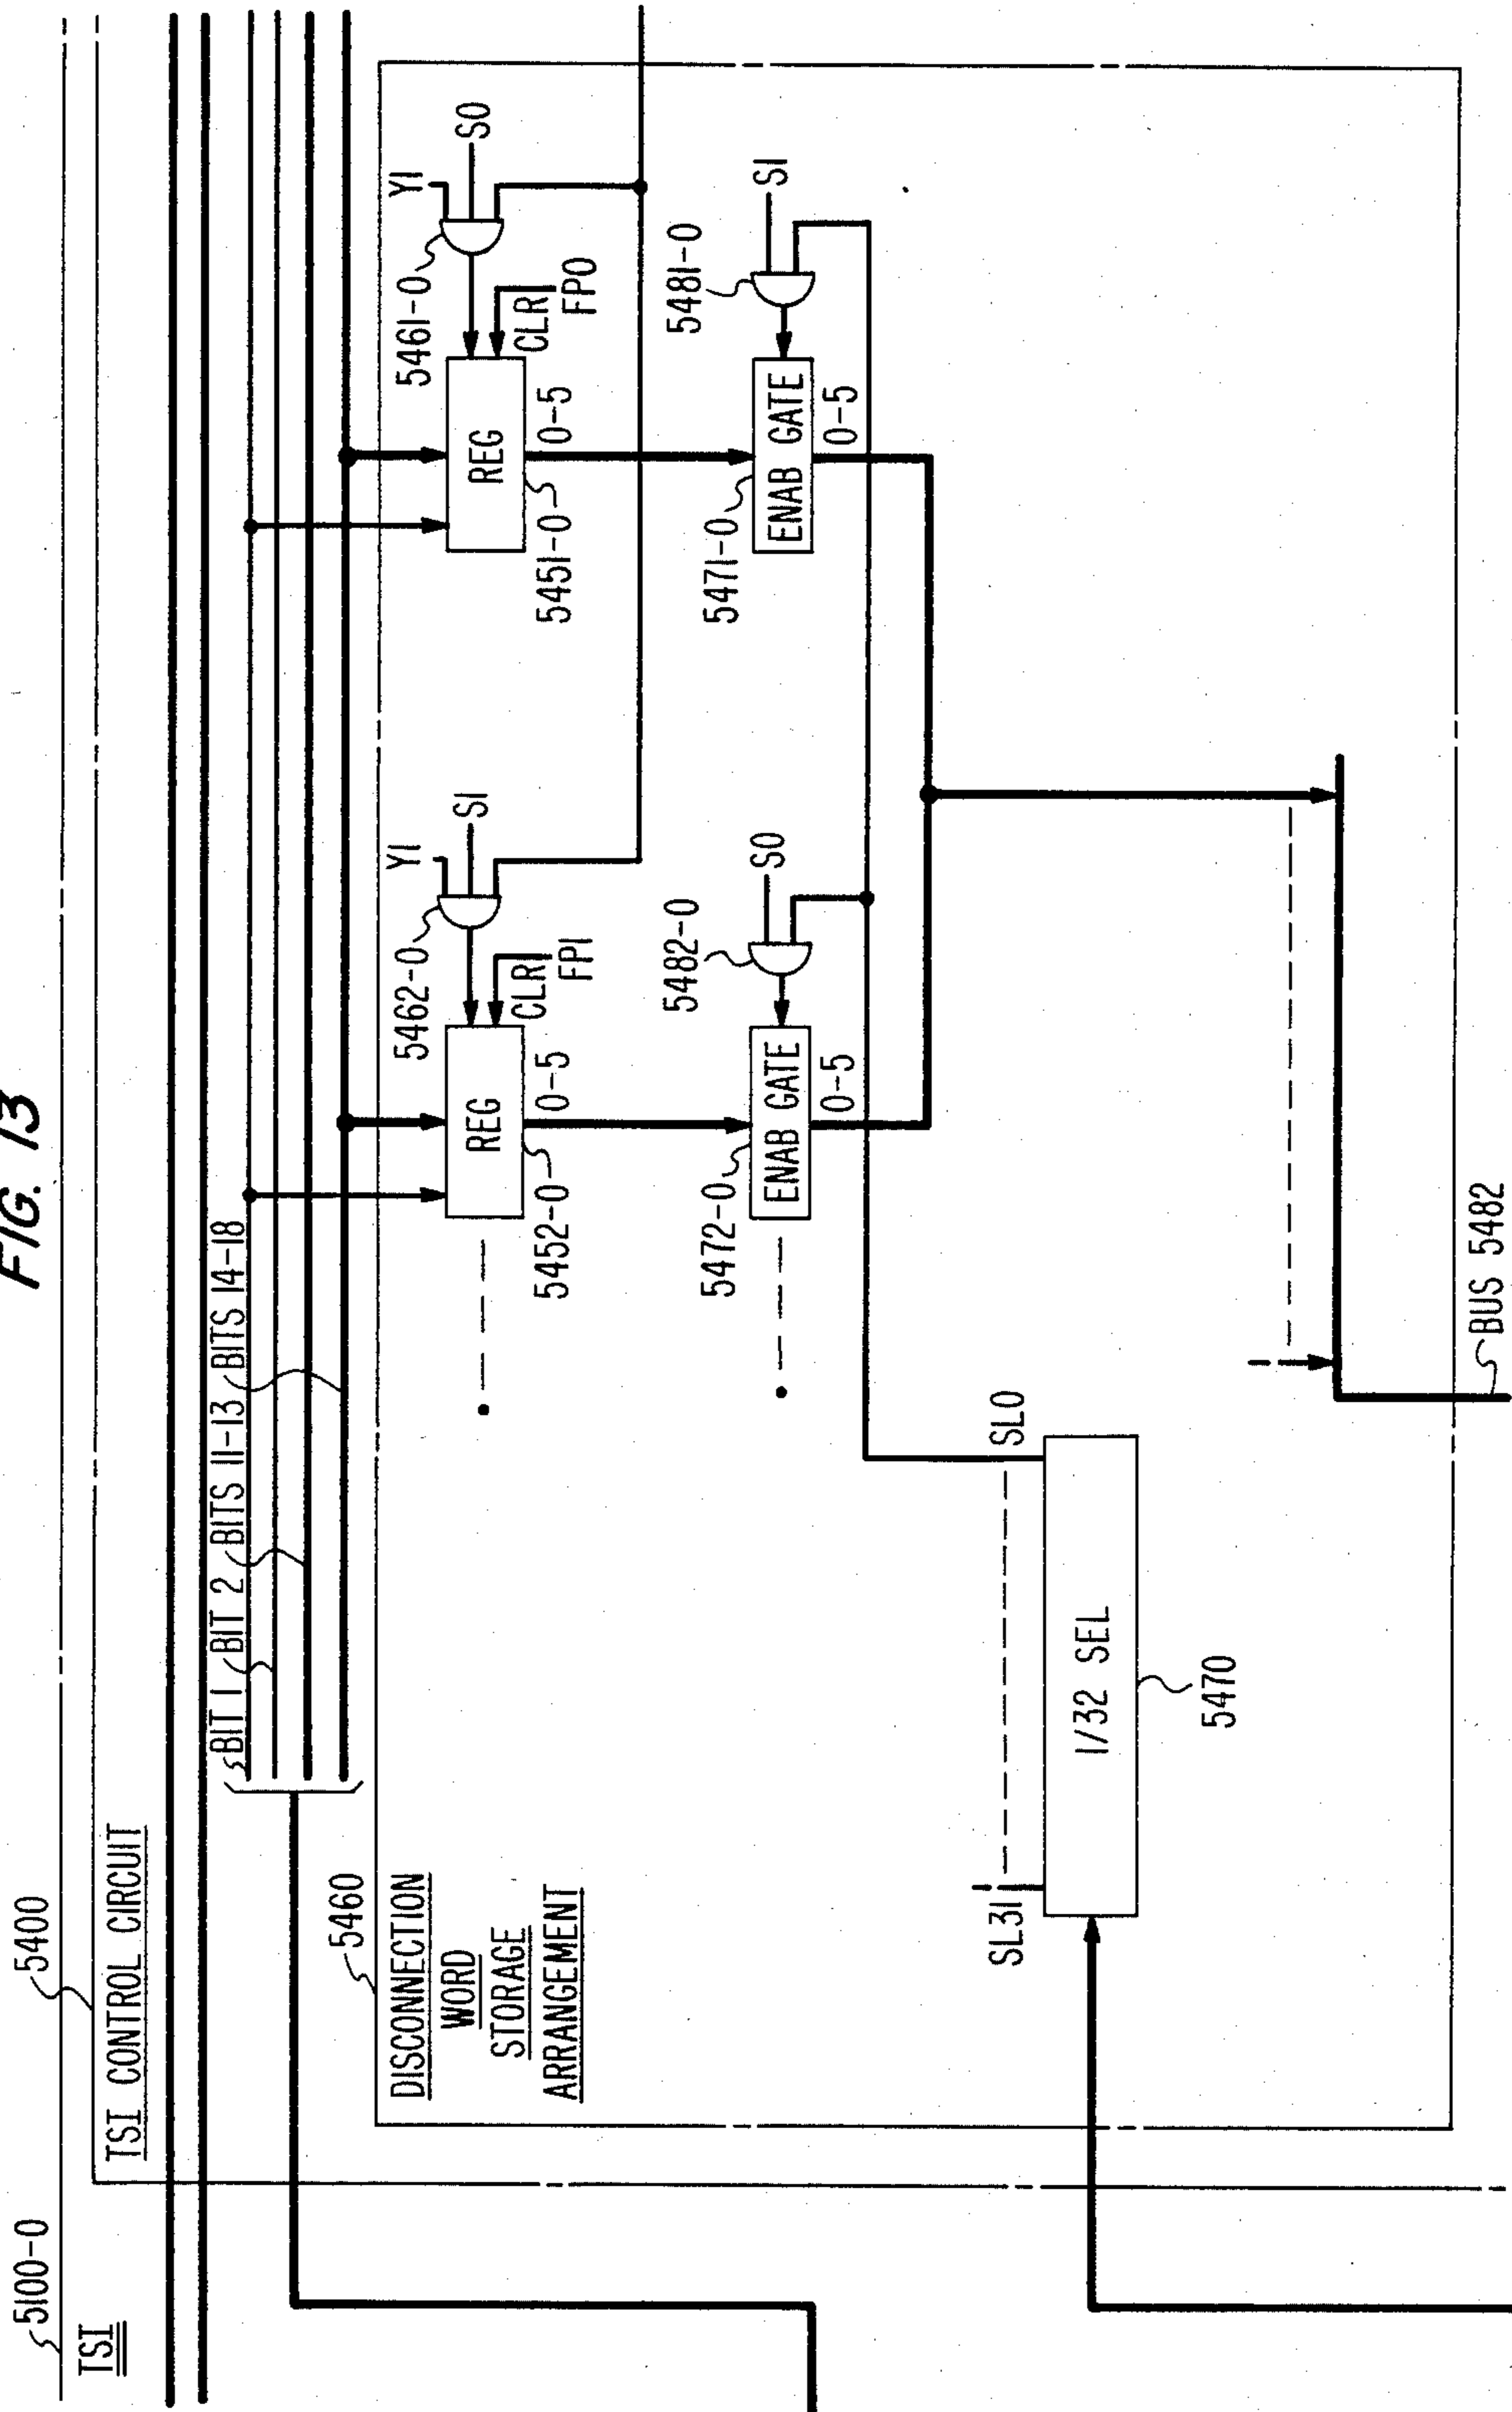 FIG. 13
5100-0
5400
TSI
TSI CONTROL CIRCUIT
BIT 1
BIT 2
BITS 11-13
BITS 14-18
5460
DISCONNECTION
WORD
STORAGE
ARRANGEMENT
5462-0
Y1
S1
CLR
FP1
REG
0-5
5452-0
5461-0
Y1
S0
CLR
FP0
REG
0-5
5451-0
5482-0
S0
5472-0
ENAB GATE
0-5
5481-0
S1
5471-0
ENAB GATE
0-5
SL31
SL0
1/32 SEL
5470
BUS 5482